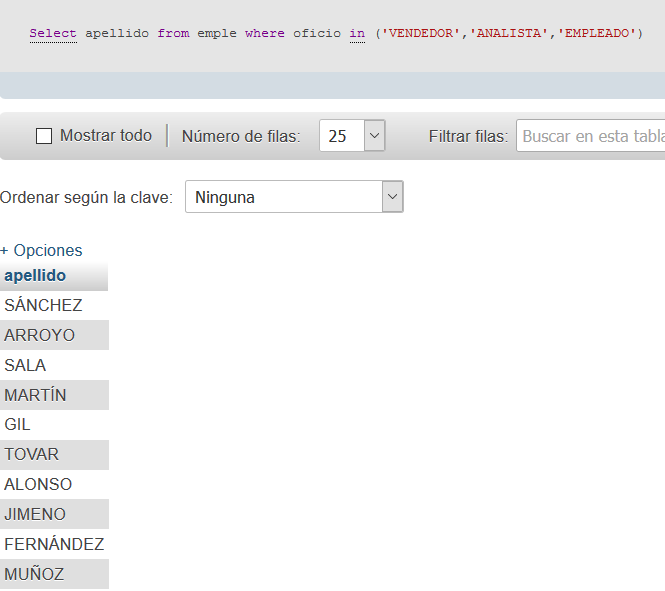 Select apellido from emple where oficio in ('VENDEDOR','ANALISTA','EMPLEADO')
Mostrar todo Número de filas: 25 Filtrar filas: Buscar en esta tabla
Ordenar según la clave: Ninguna
+ Opciones
apellido
SÁNCHEZ
ARROYO
SALA
MARTÍN
GIL
TOVAR
ALONSO
JIMENO
FERNÁNDEZ
MUÑOZ